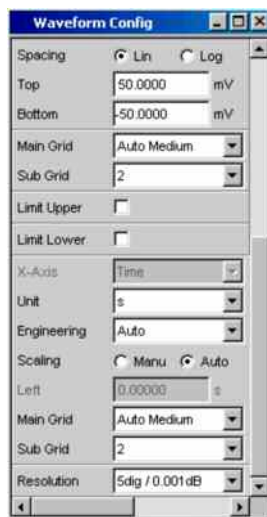 Waveform Config
Spacing Lin Log
Top 50.0000 mV
Bottom -50.0000 mV
Main Grid Auto Medium
Sub Grid 2
Limit Upper
Limit Lower
X-Axis Time
Unit s
Engineering Auto
Scaling Manu Auto
Left 0.00000 s
Main Grid Auto Medium
Sub Grid 2
Resolution 5dig / 0.001dB